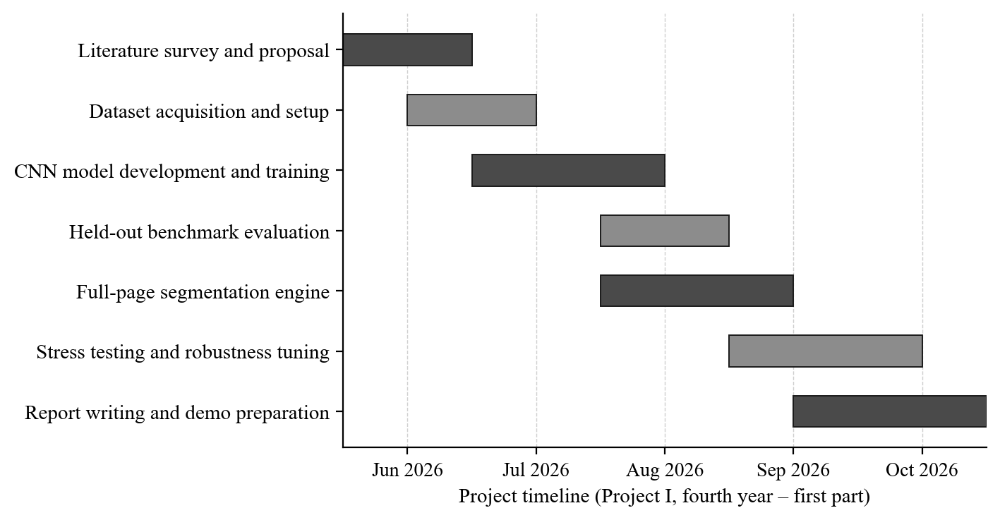 Literature survey and proposal
Dataset acquisition and setup
CNN model development and training
Held-out benchmark evaluation
Full-page segmentation engine
Stress testing and robustness tuning
Report writing and demo preparation
Jun 2026 Jul 2026 Aug 2026 Sep 2026 Oct 2026
Project timeline (Project I, fourth year – first part)